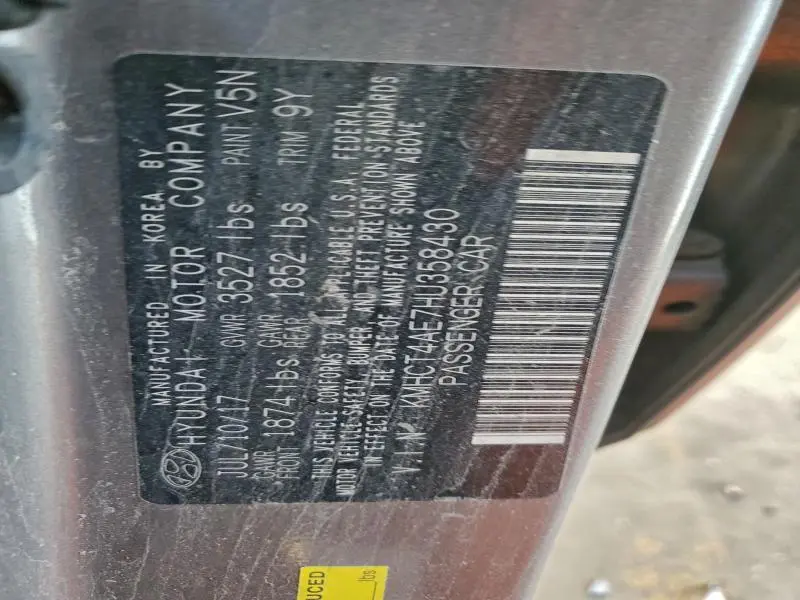 MANUFACTURED IN KOREA BY
HYUNDAI MOTOR COMPANY
JUL/10/17 GVWR 3527 lbs PAINT V5N
GAWR FRONT 1874 lbs GAWR REAR 1852 lbs TRIM 9Y
THIS VEHICLE CONFORMS TO ALL APPLICABLE U.S.A. FEDERAL
MOTOR VEHICLE SAFETY, BUMPER, AND THEFT PREVENTION STANDARDS
IN EFFECT ON THE DATE OF MANUFACTURE SHOWN ABOVE
V.I.N: KMHCT4AE7HU358430
PASSENGER CAR
UCED
lbs